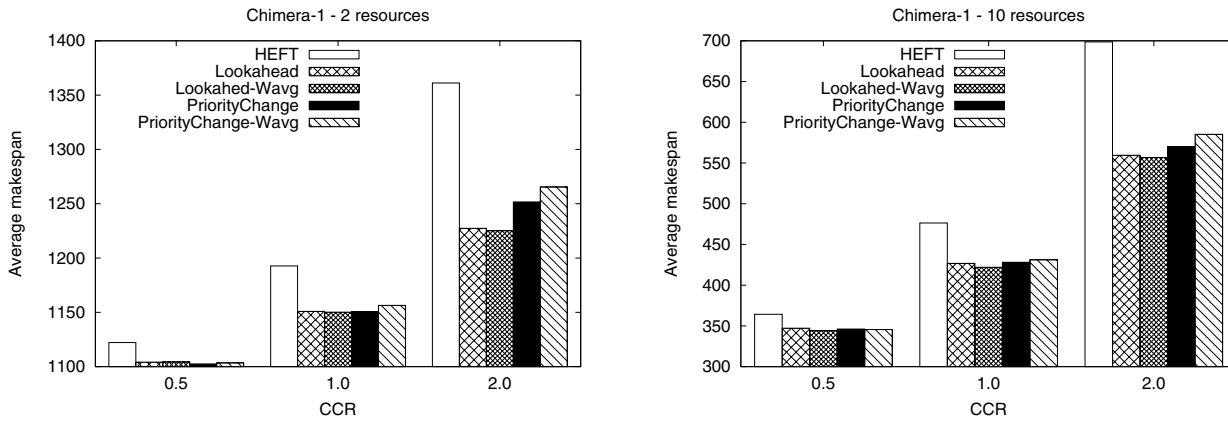 Chimera-1 - 2 resources
1400
1350
1300
1250
1200
1150
1100
Average makespan
HEFT
Lookahead
Lookahed-Wavg
PriorityChange
PriorityChange-Wavg
0.5
1.0
2.0
CCR
Chimera-1 - 10 resources
700
650
600
550
500
450
400
350
300
Average makespan
HEFT
Lookahead
Lookahed-Wavg
PriorityChange
PriorityChange-Wavg
0.5
1.0
2.0
CCR